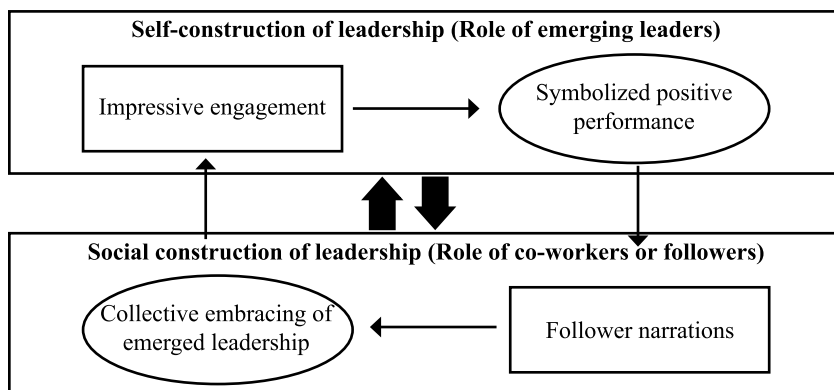 Self-construction of leadership (Role of emerging leaders)
Impressive engagement
Symbolized positive
performance
Social construction of leadership (Role of co-workers or followers)
Collective embracing of
emerged leadership
Follower narrations